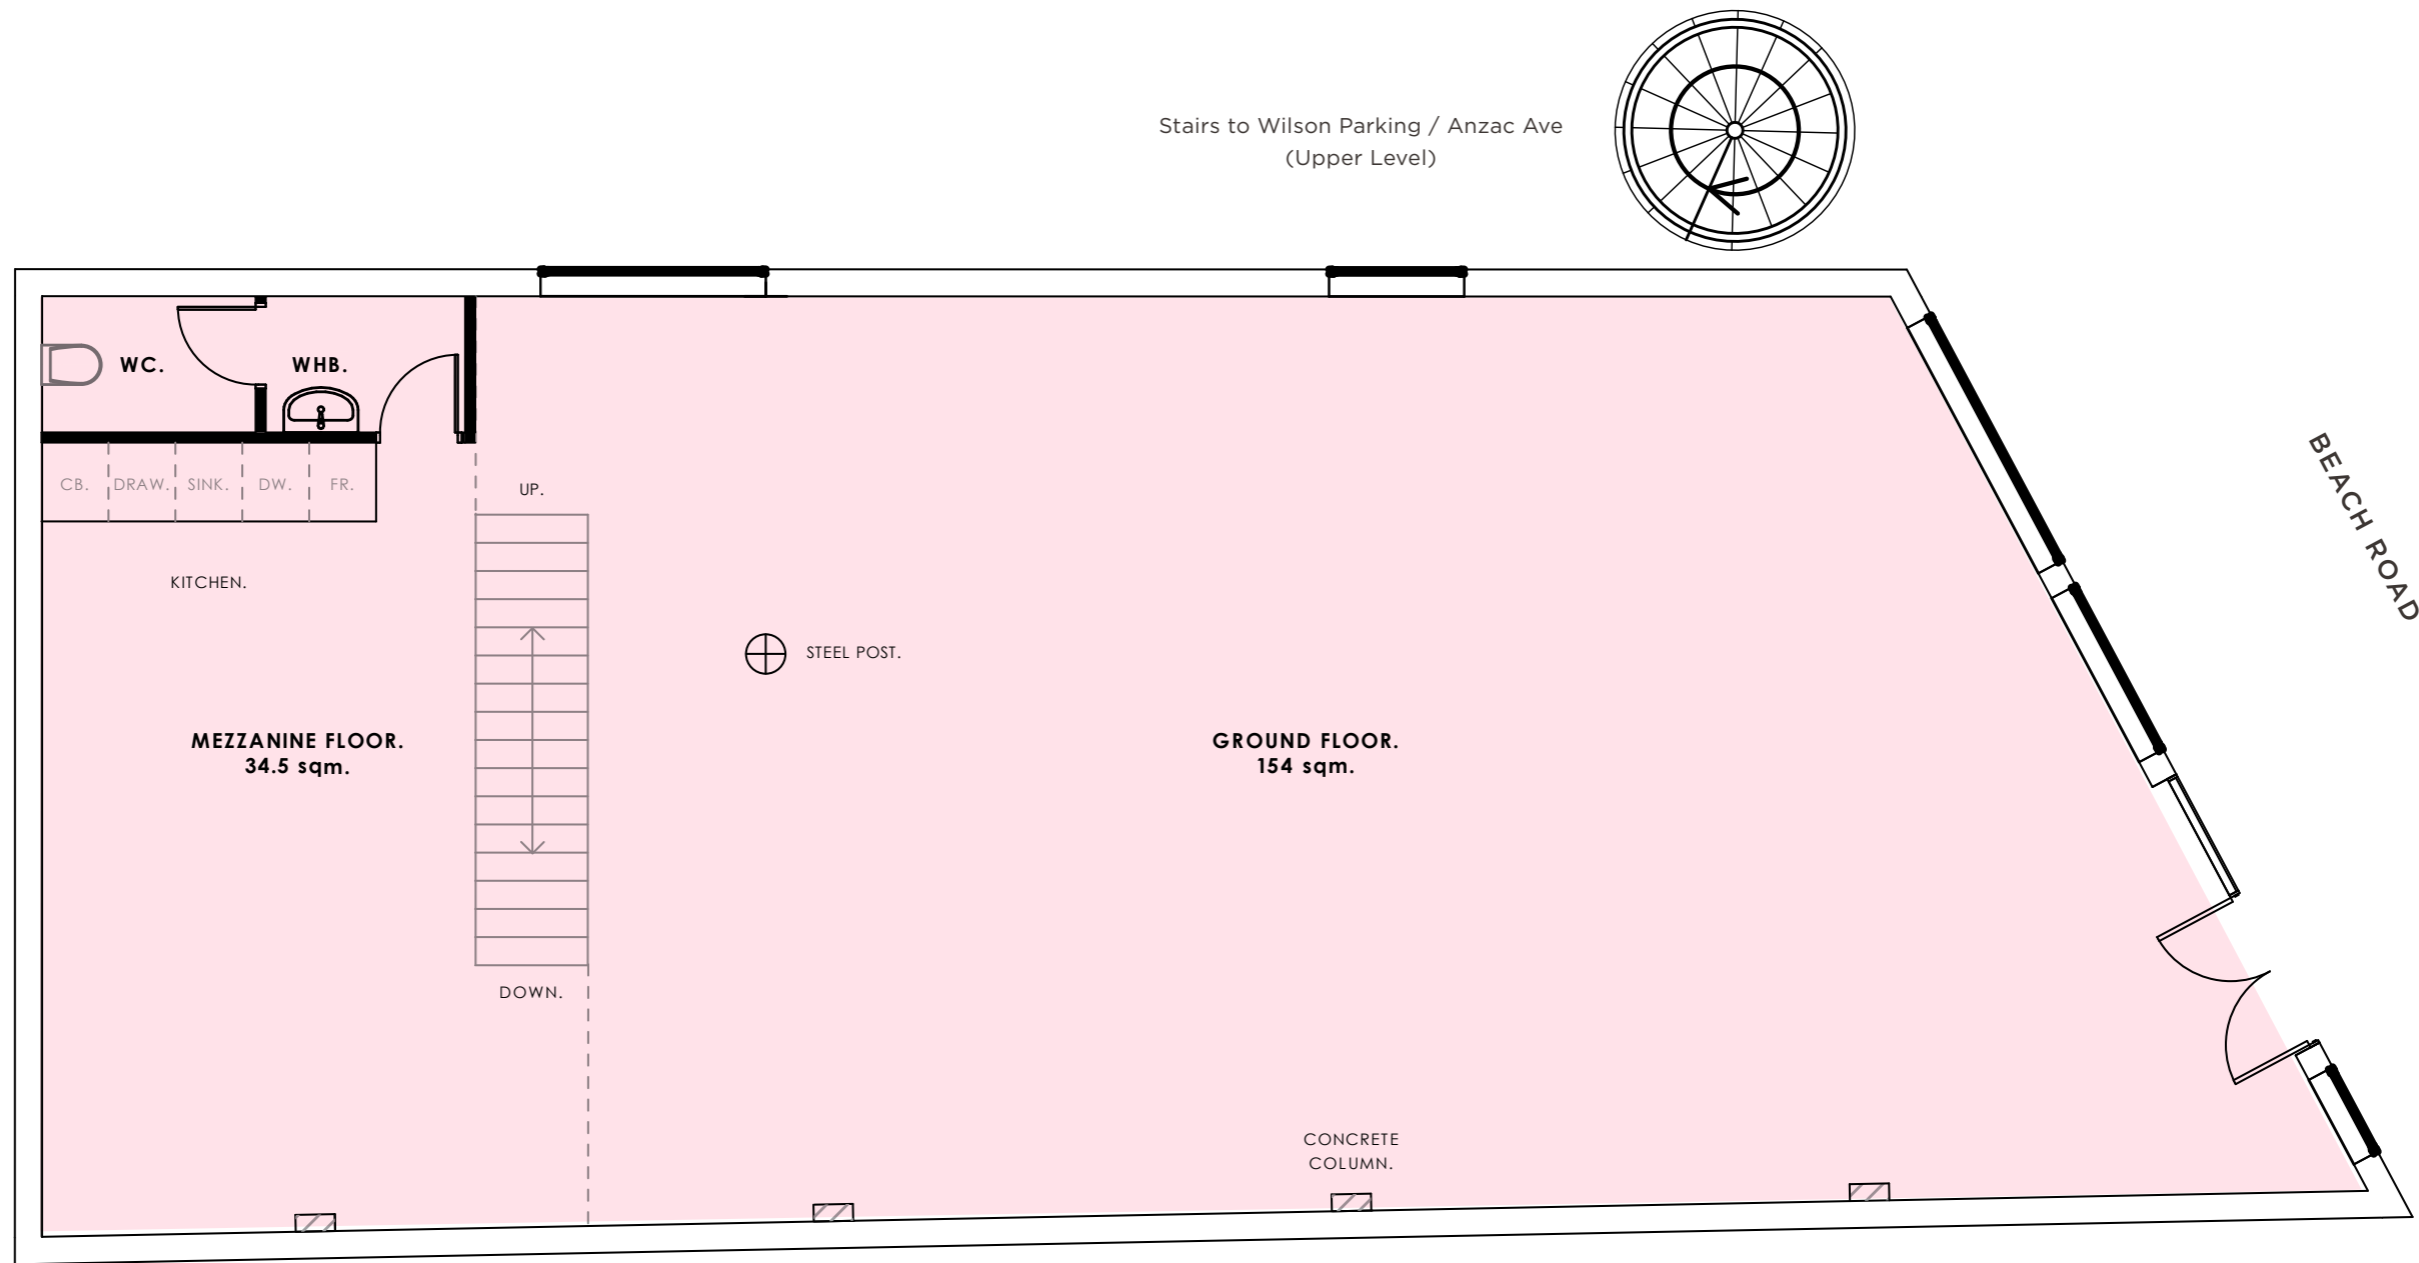 Stairs to Wilson Parking / Anzac Ave
(Upper Level)
WC.
WHB.
CB.
DRAW.
SINK.
DW.
FR.
UP.
BEACH ROAD
KITCHEN.
STEEL POST.
MEZZANINE FLOOR.
34.5 sqm.
GROUND FLOOR.
154 sqm.
DOWN.
CONCRETE
COLUMN.